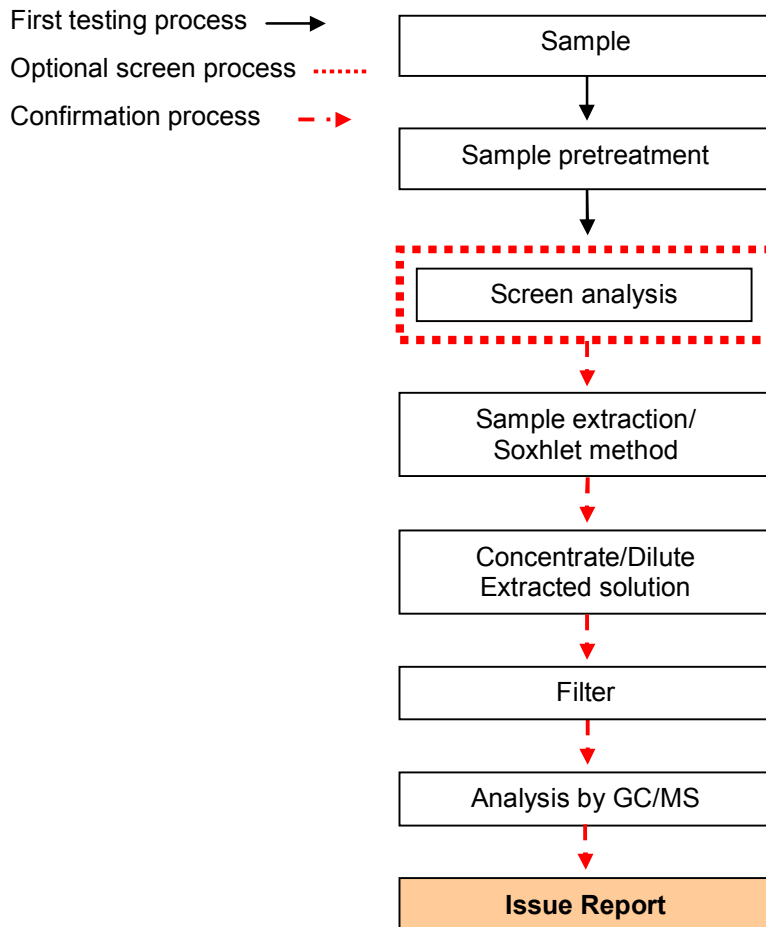 First testing process
Optional screen process
Confirmation process
Sample
Sample pretreatment
Screen analysis
Sample extraction/
Soxhlet method
Concentrate/Dilute
Extracted solution
Filter
Analysis by GC/MS
Issue Report